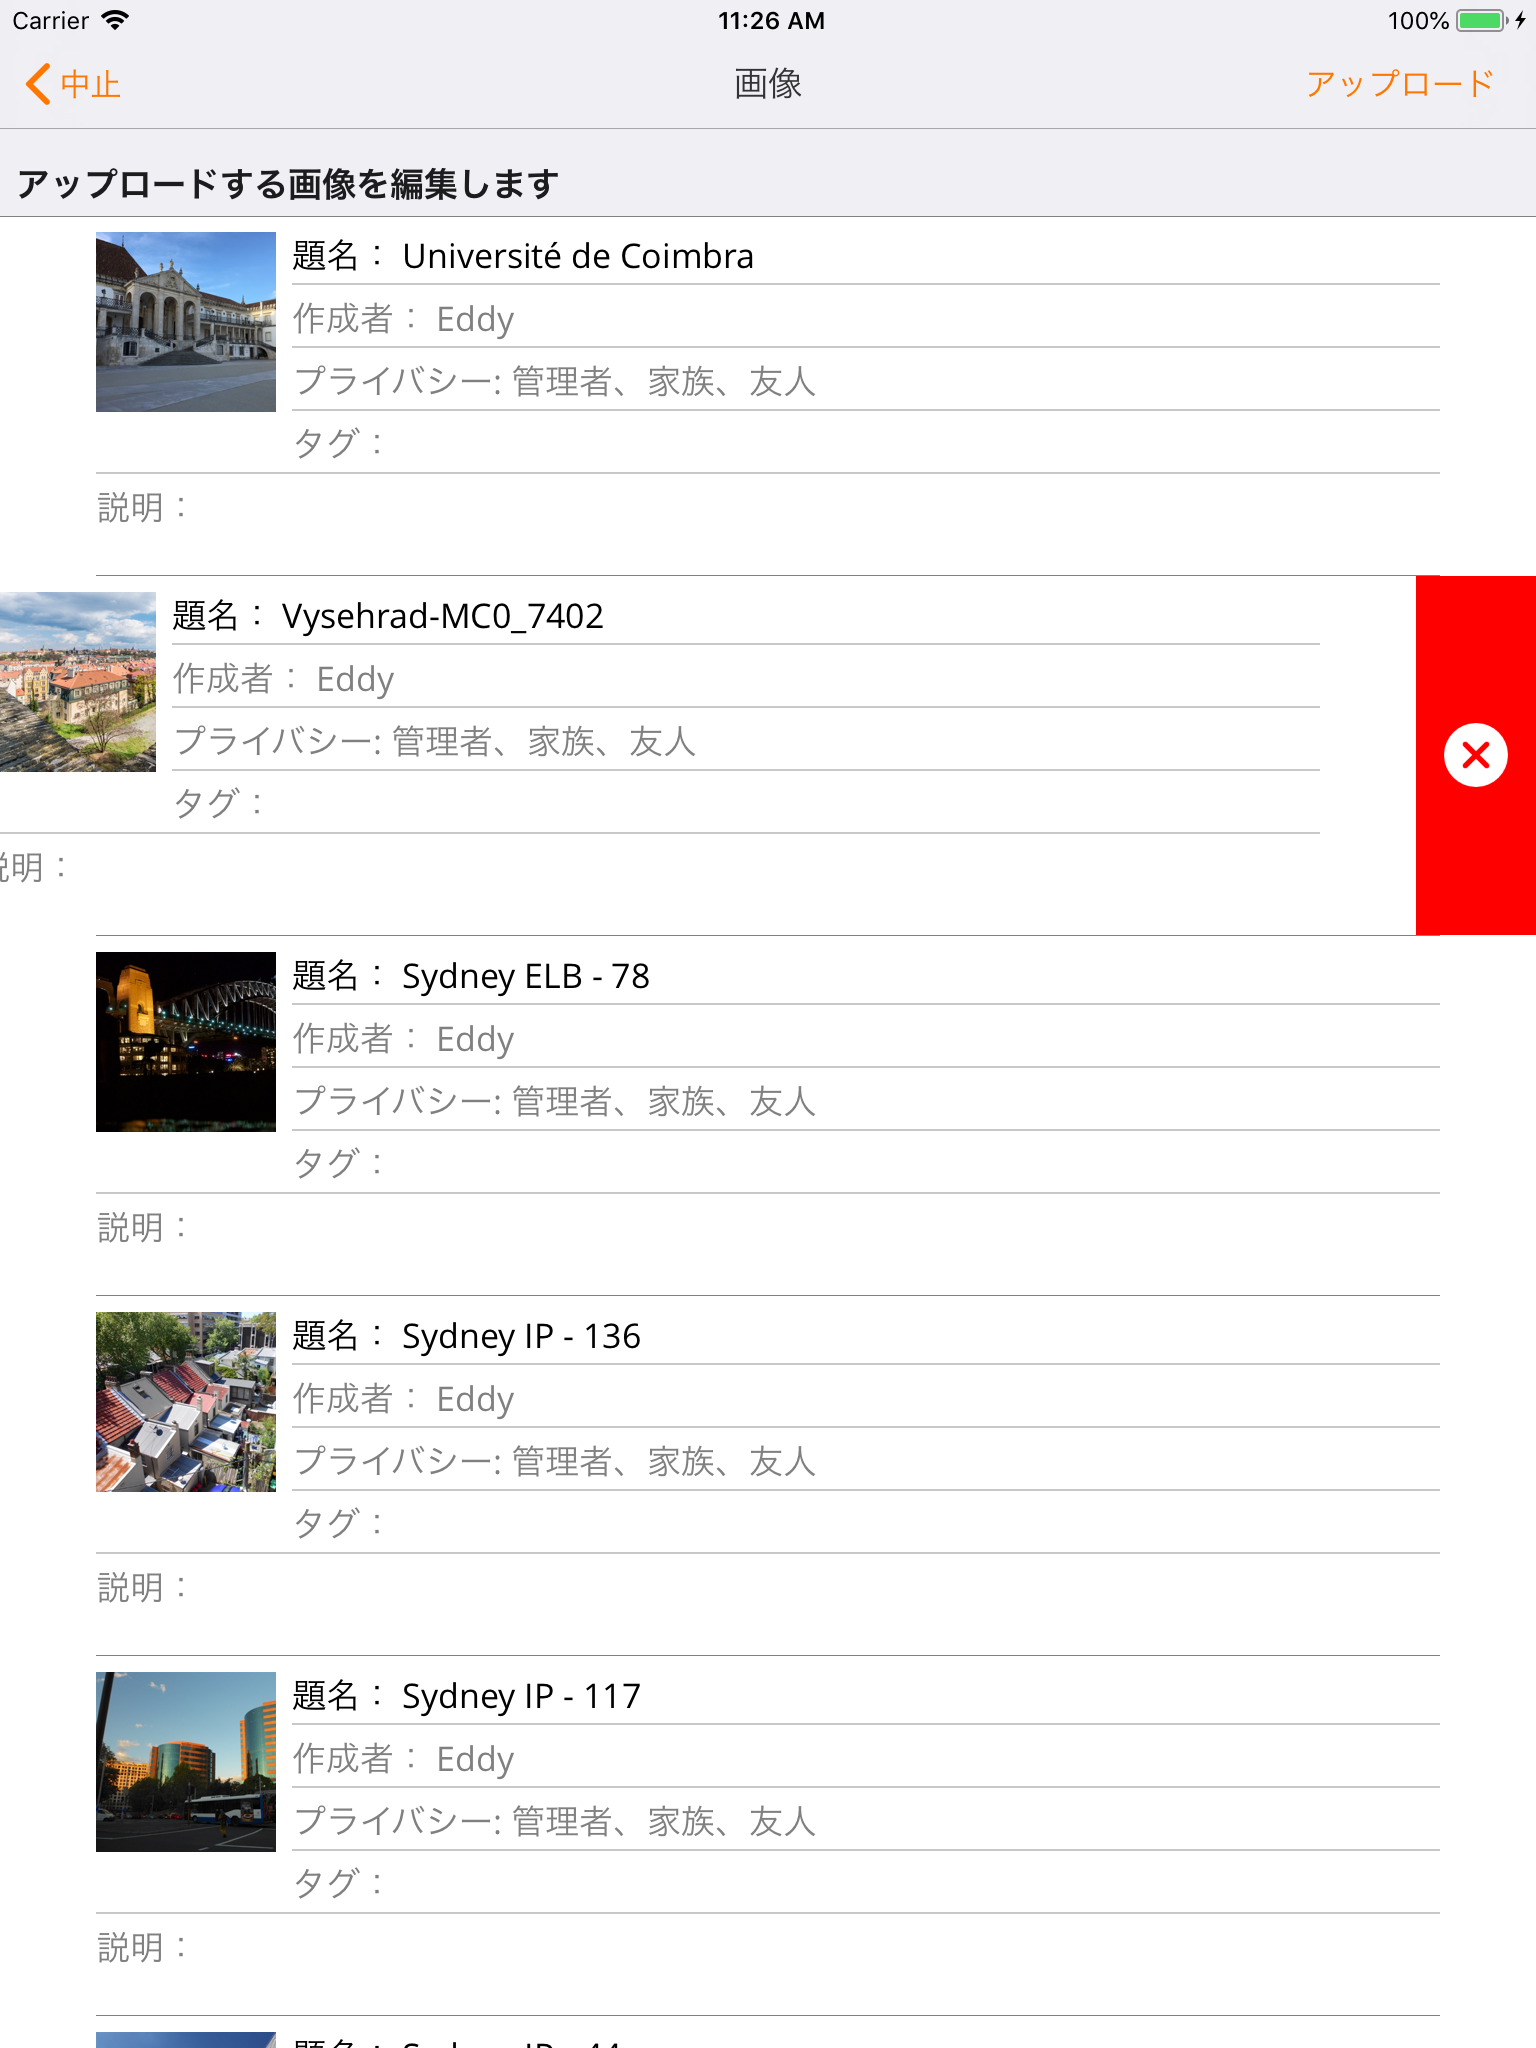 Carrier 11:26 AM 100%
中止 画像 アップロード
アップロードする画像を編集します
題名： Université de Coimbra
作成者： Eddy
プライバシー: 管理者、家族、友人
タグ：
説明：
題名： Vysehrad-MC0_7402
作成者： Eddy
プライバシー: 管理者、家族、友人
タグ：
説明：
題名： Sydney ELB - 78
作成者： Eddy
プライバシー: 管理者、家族、友人
タグ：
説明：
題名： Sydney IP - 136
作成者： Eddy
プライバシー: 管理者、家族、友人
タグ：
説明：
題名： Sydney IP - 117
作成者： Eddy
プライバシー: 管理者、家族、友人
タグ：
説明：
題名： Sydney IP - 44